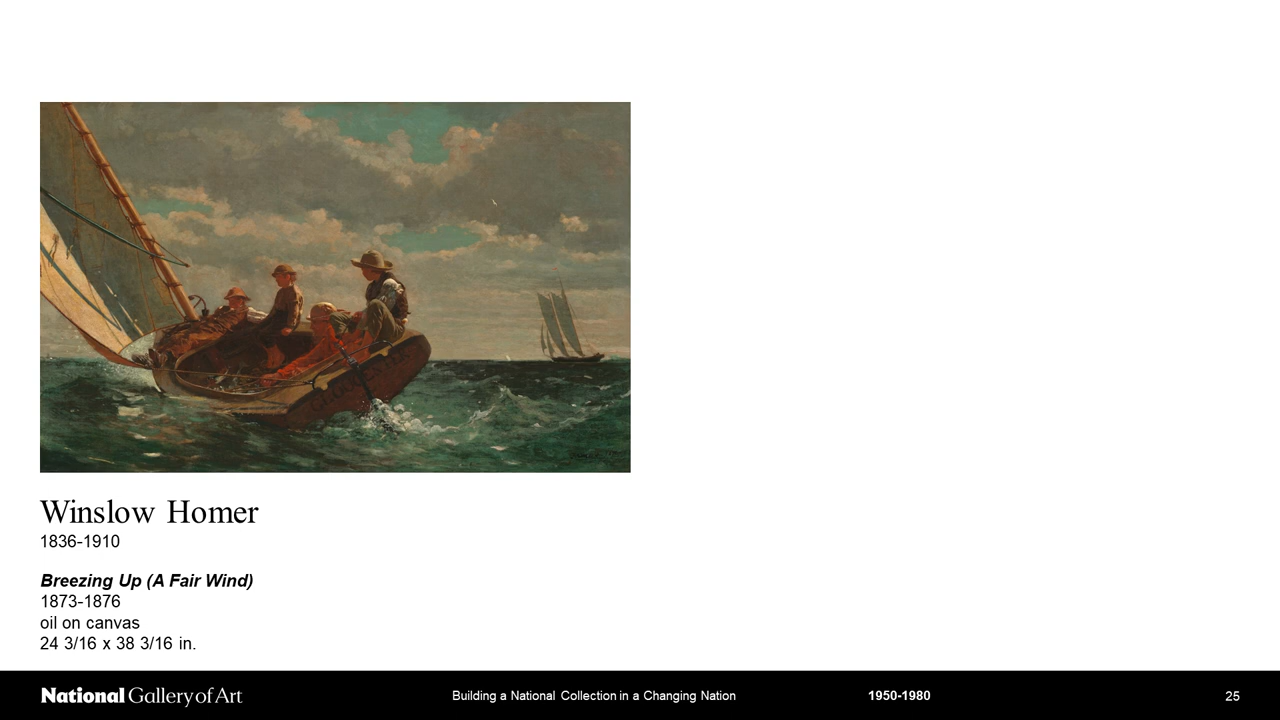 GLOUCESTER
Winslow Homer
1836-1910
Breezing Up (A Fair Wind)
1873-1876
oil on canvas
24 3/16 x 38 3/16 in.
National Gallery of Art
Building a National Collection in a Changing Nation
1950-1980
25